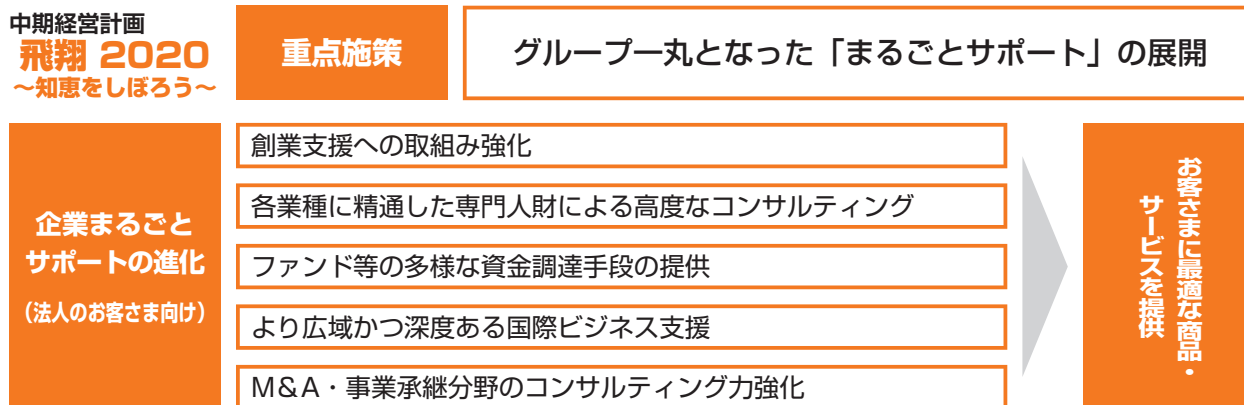 中期経営計画
飛翔 2020
～知恵をしぼろう～
重点施策
グループ一丸となった「まるごとサポート」の展開
企業まるごと
サポートの進化
（法人のお客さま向け）
創業支援への取組み強化
各業種に精通した専門人財による高度なコンサルティング
ファンド等の多様な資金調達手段の提供
より広域かつ深度ある国際ビジネス支援
M&A・事業承継分野のコンサルティング力強化
お客さまに最適な商品・
サービスを提供